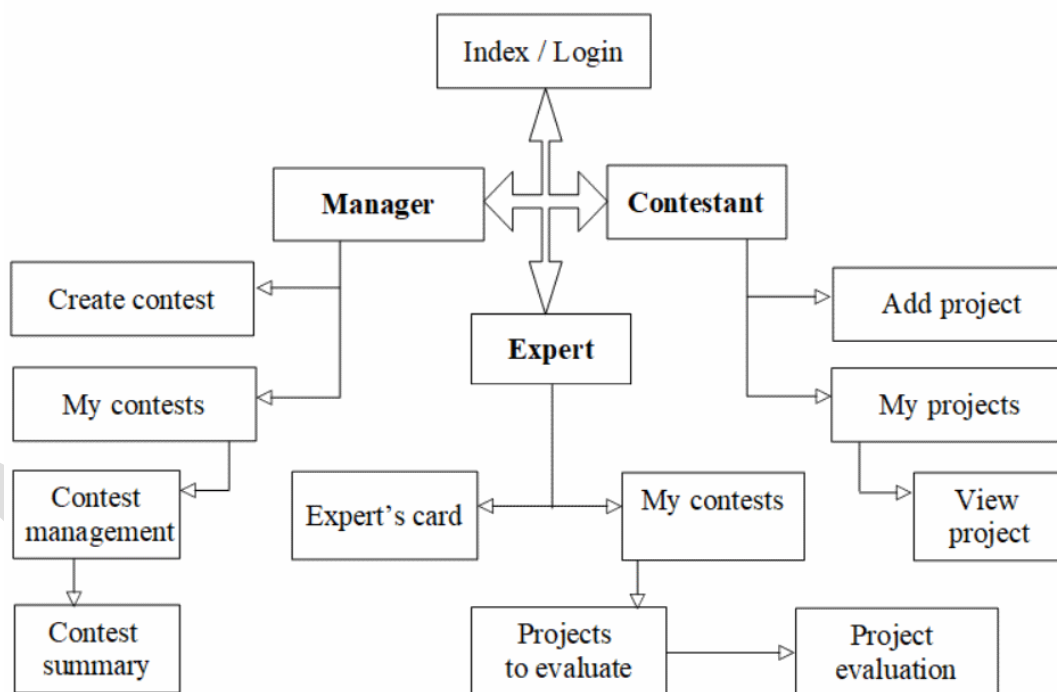 Index / Login
Manager
Contestant
Create contest
Add project
Expert
My contests
My projects
Contest
management
Expert’s card
My contests
View
project
Contest
summary
Projects
to evaluate
Project
evaluation